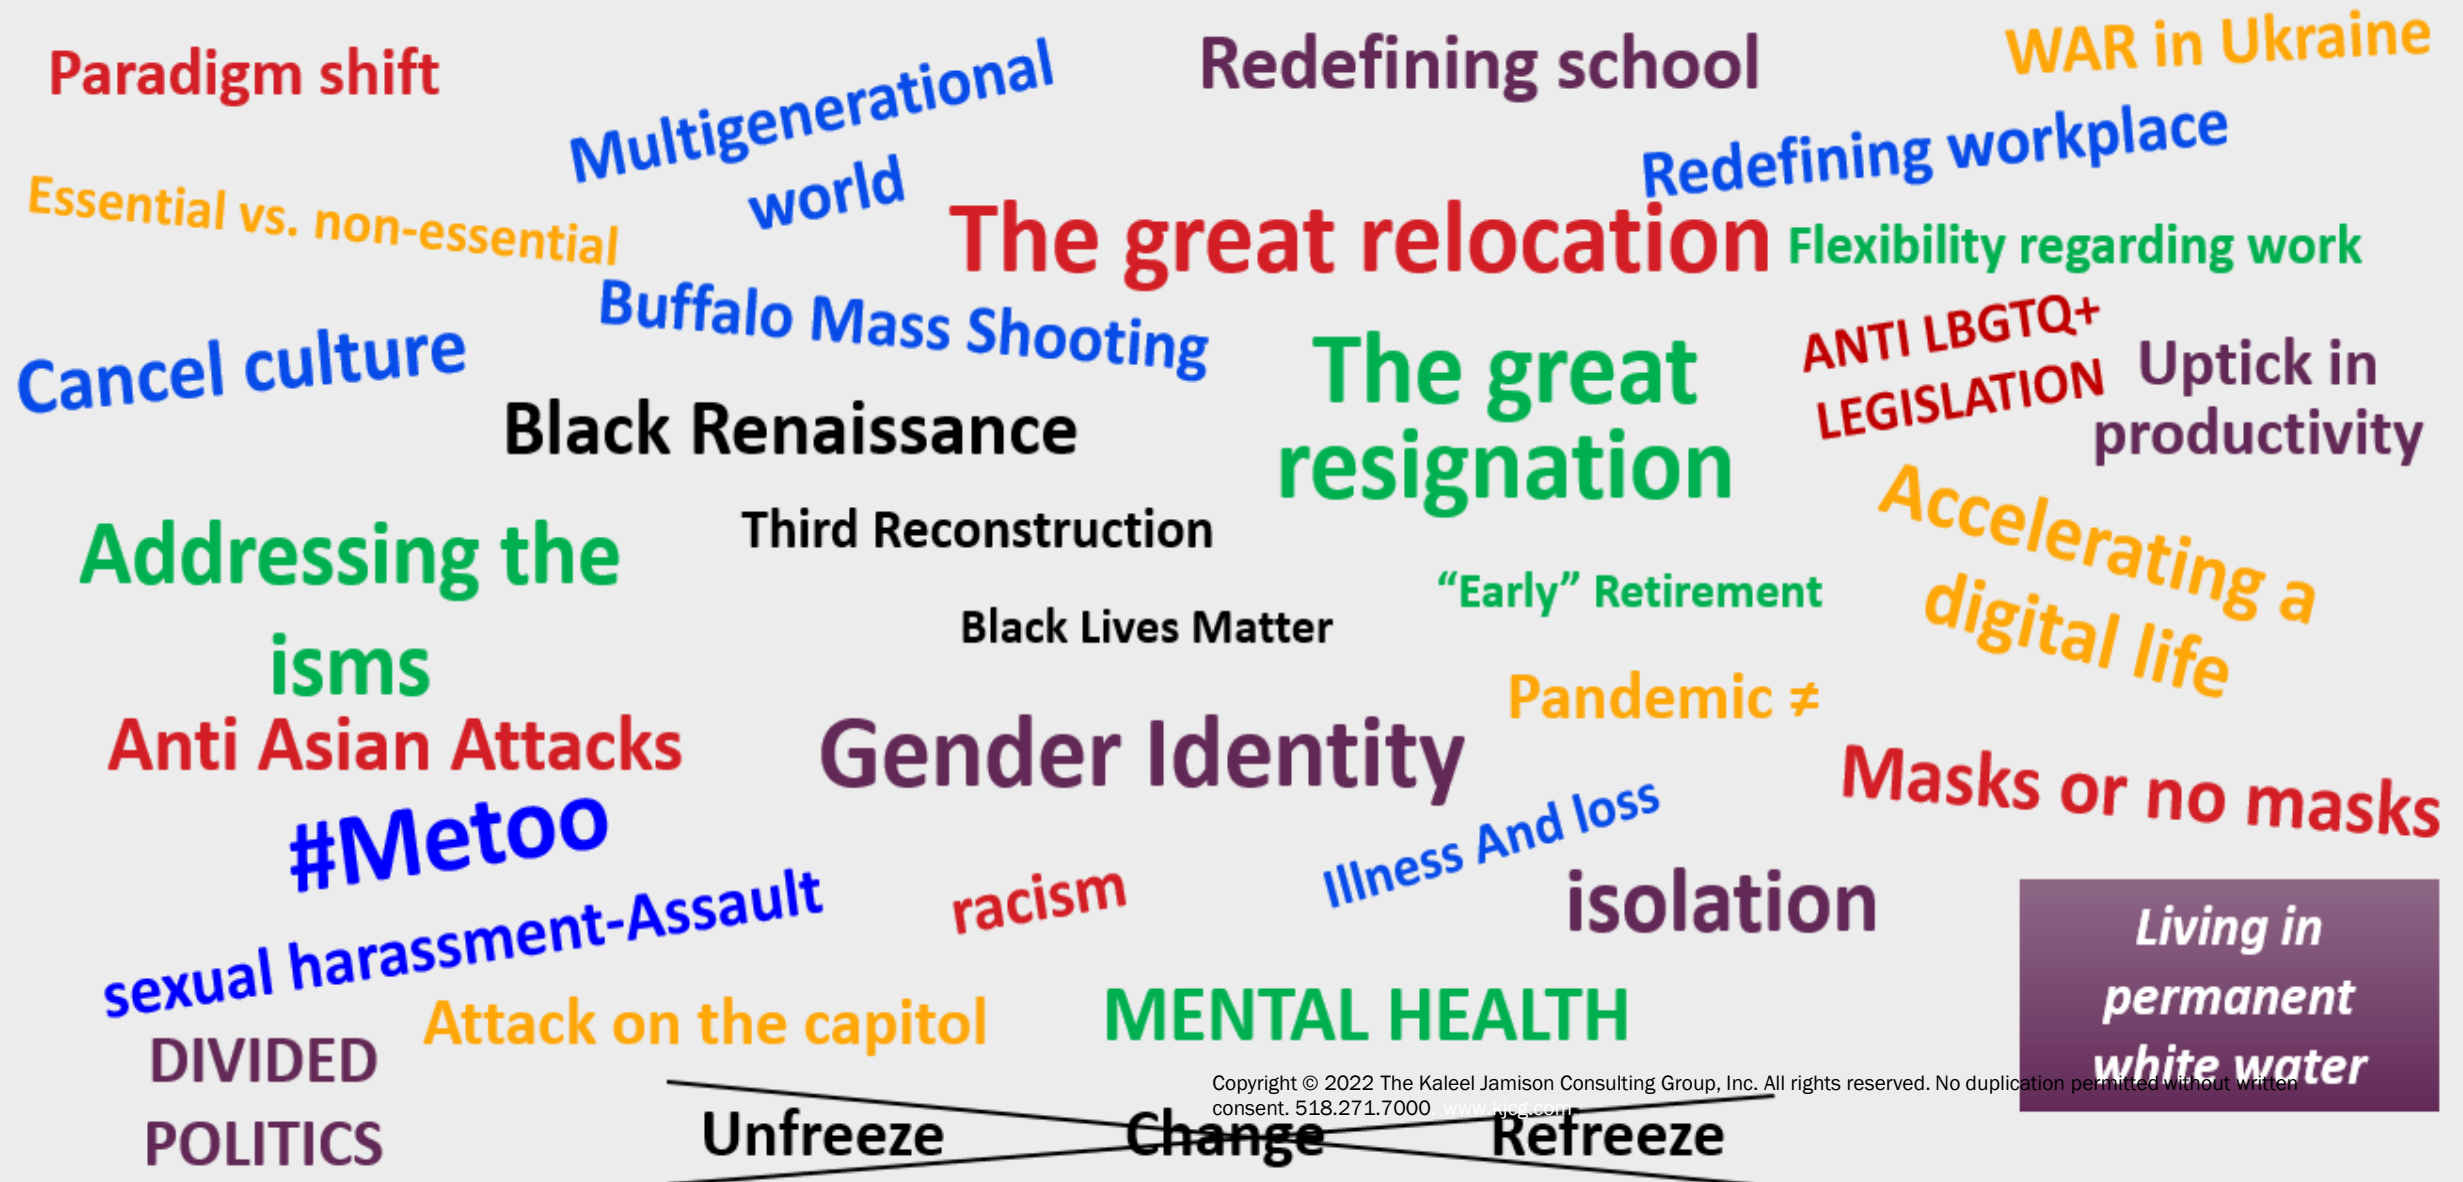 Paradigm shift
Multigenerational
world
Redefining school
WAR in Ukraine
Redefining workplace
Essential vs. non-essential
The great relocation
Flexibility regarding work
Buffalo Mass Shooting
Cancel culture
The great
resignation
ANTI LBGTQ+
LEGISLATION
Uptick in
productivity
Black Renaissance
Third Reconstruction
Accelerating a
digital life
Addressing the
isms
"Early" Retirement
Black Lives Matter
Pandemic ≠
Anti Asian Attacks
Gender Identity
Masks or no masks
#Metoo
Illness And loss
sexual harassment-Assault
racism
isolation
Living in
permanent
white water
Attack on the capitol
MENTAL HEALTH
DIVIDED
POLITICS
Copyright © 2022 The Kaleel Jamison Consulting Group, Inc. All rights reserved. No duplication permitted without written
consent. 518.271.7000 www.kjcg.com
Unfreeze Change Refreeze